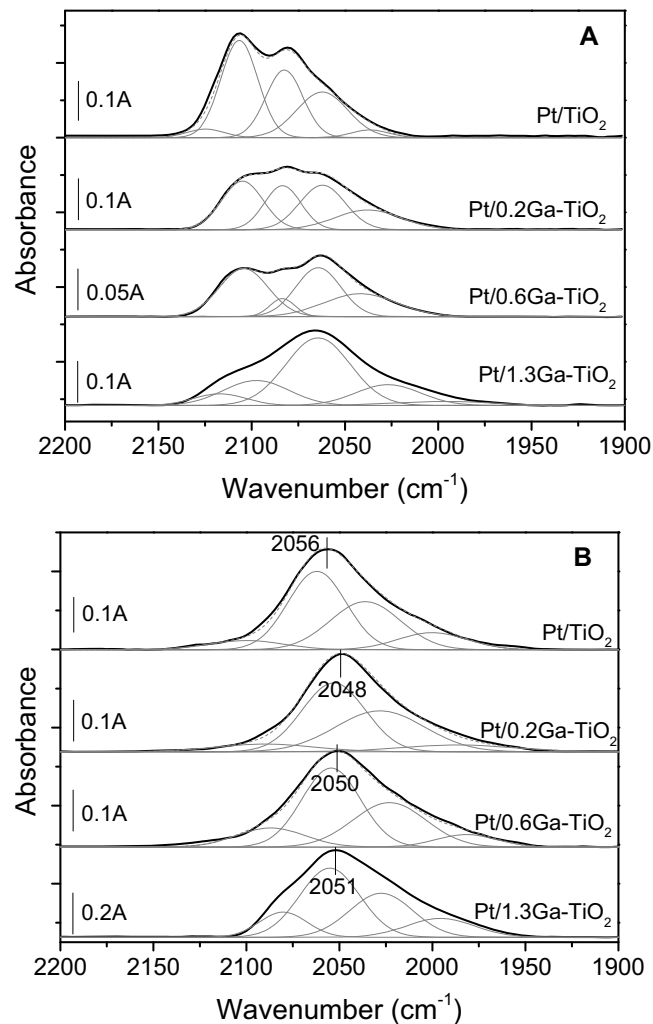 A
0.1A
Pt/TiO2
0.1A
Pt/0.2Ga-TiO2
0.05A
Pt/0.6Ga-TiO2
0.1A
Pt/1.3Ga-TiO2
Absorbance
2200 2150 2100 2050 2000 1950 1900
Wavenumber (cm-1)
B
2056
0.1A
Pt/TiO2
2048
0.1A
Pt/0.2Ga-TiO2
2050
0.1A
Pt/0.6Ga-TiO2
2051
0.2A
Pt/1.3Ga-TiO2
Absorbance
2200 2150 2100 2050 2000 1950 1900
Wavenumber (cm-1)